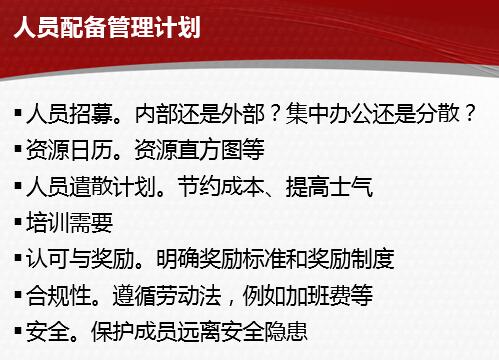 人员配备管理计划
▪人员招募。内部还是外部？集中办公还是分散？
▪资源日历。资源直方图等
▪人员遣散计划。节约成本、提高士气
▪培训需要
▪认可与奖励。明确奖励标准和奖励制度
▪合规性。遵循劳动法，例如加班费等
▪安全。保护成员远离安全隐患